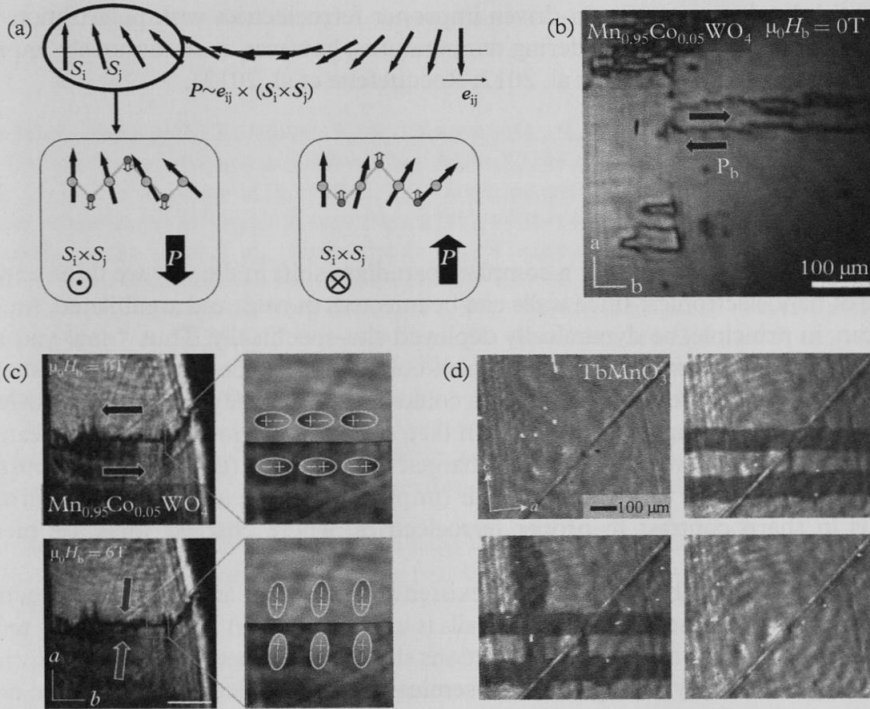 (a)
S_i
S_j
P~e_ij × (S_i×S_j)
e_ij
S_i×S_j
P
S_i×S_j
P
(b)
Mn0.95Co0.05WO4 μ0Hb = 0T
P_b
a
b
100 μm
(c)
μ0Hb = 0T
Mn0.95Co0.05WO4
+− +− +−
−+ −+ −+
μ0Hb = 6T
a
b
(d)
TbMnO3
c
a
100 μm